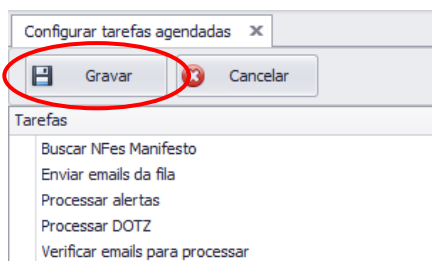 Configurar tarefas agendadas
Gravar Cancelar
Tarefas
Buscar NFes Manifesto
Enviar emails da fila
Processar alertas
Processar DOTZ
Verificar emails para processar